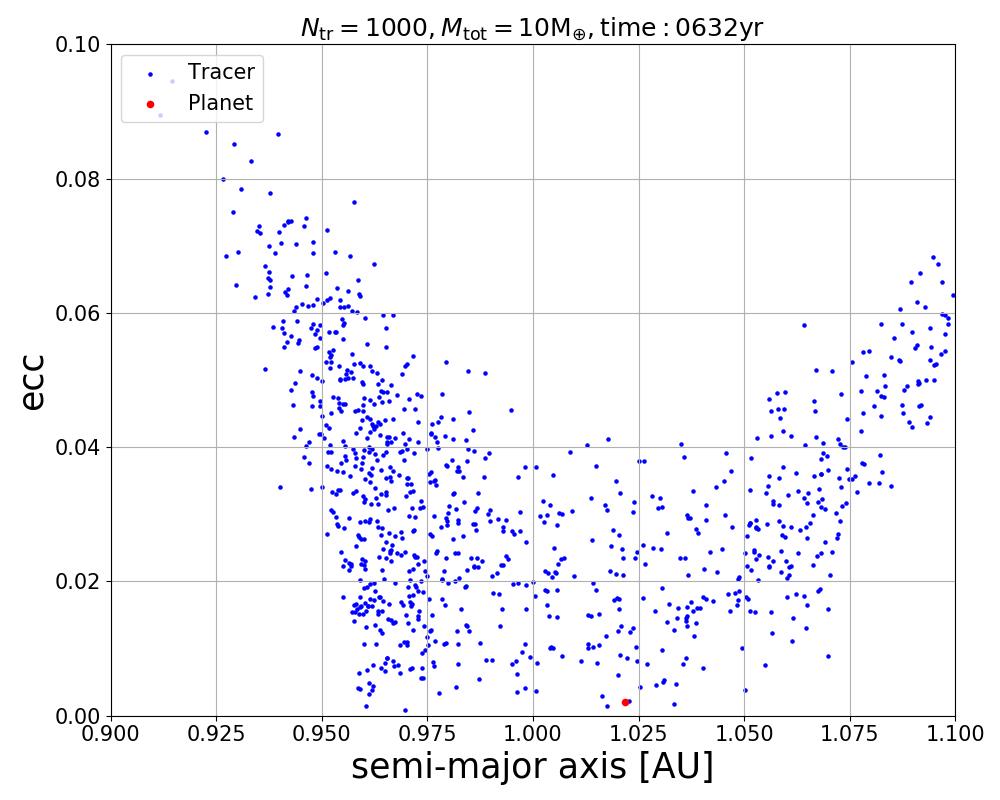 N_tr = 1000, M_tot = 10M_⊕, time : 0632yr
Tracer
Planet
ecc
0.10
0.08
0.06
0.04
0.02
0.00
0.900 0.925 0.950 0.975 1.000 1.025 1.050 1.075 1.100
semi-major axis [AU]